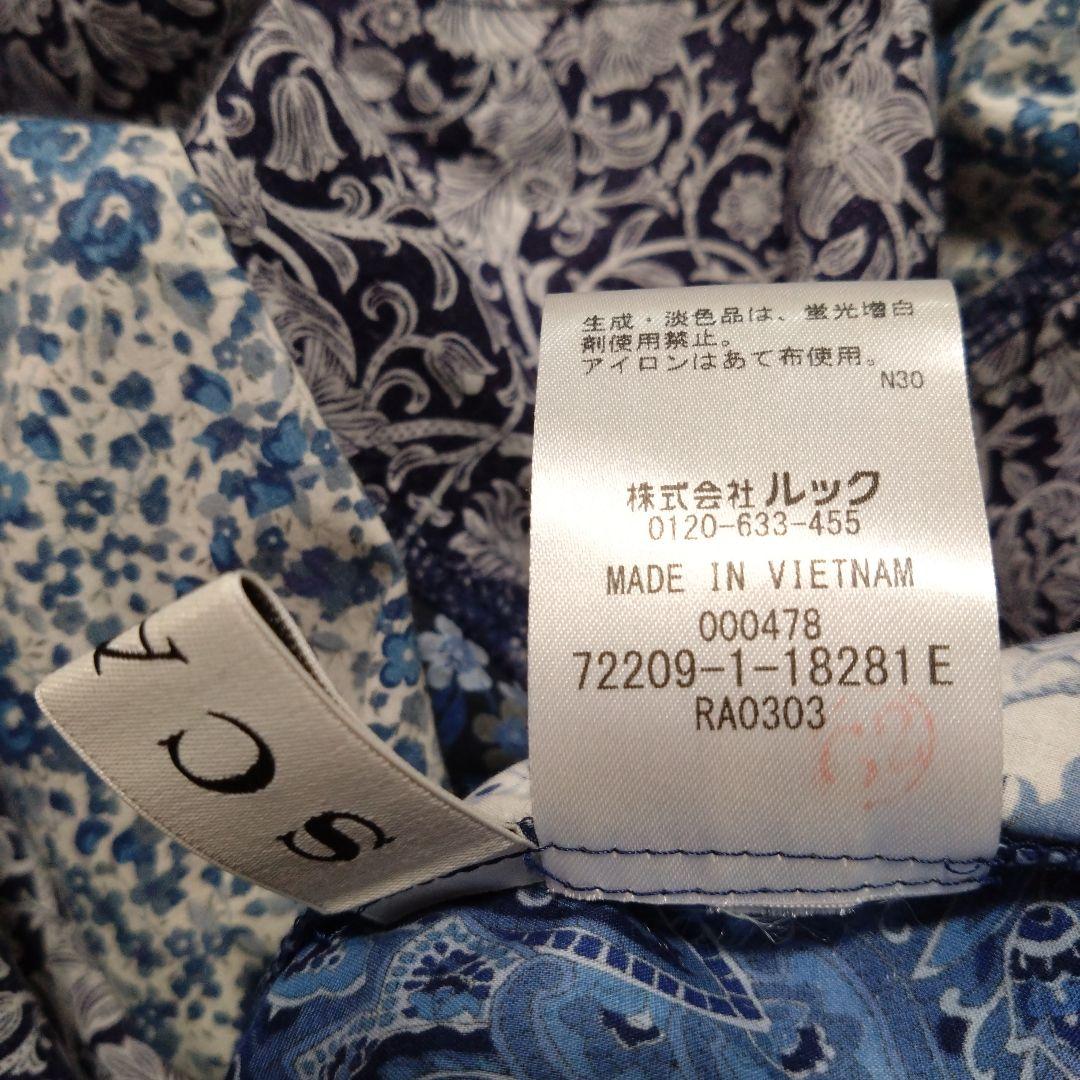 生成・淡色品は、蛍光増白
剤使用禁止。
アイロンはあて布使用。
N30
株式会社 ルック
0120-633-455
MADE IN VIETNAM
000478
72209-1-18281 E
RA0303
SC